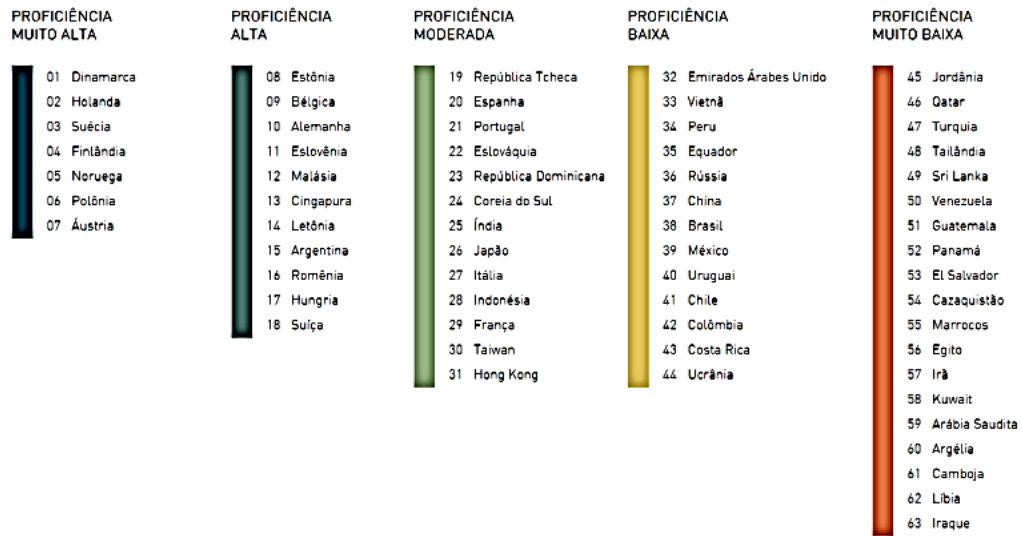 PROFICIÊNCIA
MUITO ALTA
01 Dinamarca
02 Holanda
03 Suécia
04 Finlândia
05 Noruega
06 Polônia
07 Áustria
PROFICIÊNCIA
ALTA
08 Estônia
09 Bélgica
10 Alemanha
11 Eslovênia
12 Malásia
13 Cingapura
14 Letônia
15 Argentina
16 Romênia
17 Hungria
18 Suíça
PROFICIÊNCIA
MODERADA
19 República Tcheca
20 Espanha
21 Portugal
22 Eslováquia
23 República Dominicana
24 Coreia do Sul
25 Índia
26 Japão
27 Itália
28 Indonésia
29 França
30 Taiwan
31 Hong Kong
PROFICIÊNCIA
BAIXA
32 Emirados Árabes Unido
33 Vietnã
34 Peru
35 Equador
36 Rússia
37 China
38 Brasil
39 México
40 Uruguai
41 Chile
42 Colômbia
43 Costa Rica
44 Ucrânia
PROFICIÊNCIA
MUITO BAIXA
45 Jordânia
46 Qatar
47 Turquia
48 Tailândia
49 Sri Lanka
50 Venezuela
51 Guatemala
52 Panamá
53 El Salvador
54 Cazaquistão
55 Marrocos
56 Egito
57 Irã
58 Kuwait
59 Arábia Saudita
60 Argélia
61 Camboja
62 Líbia
63 Iraque